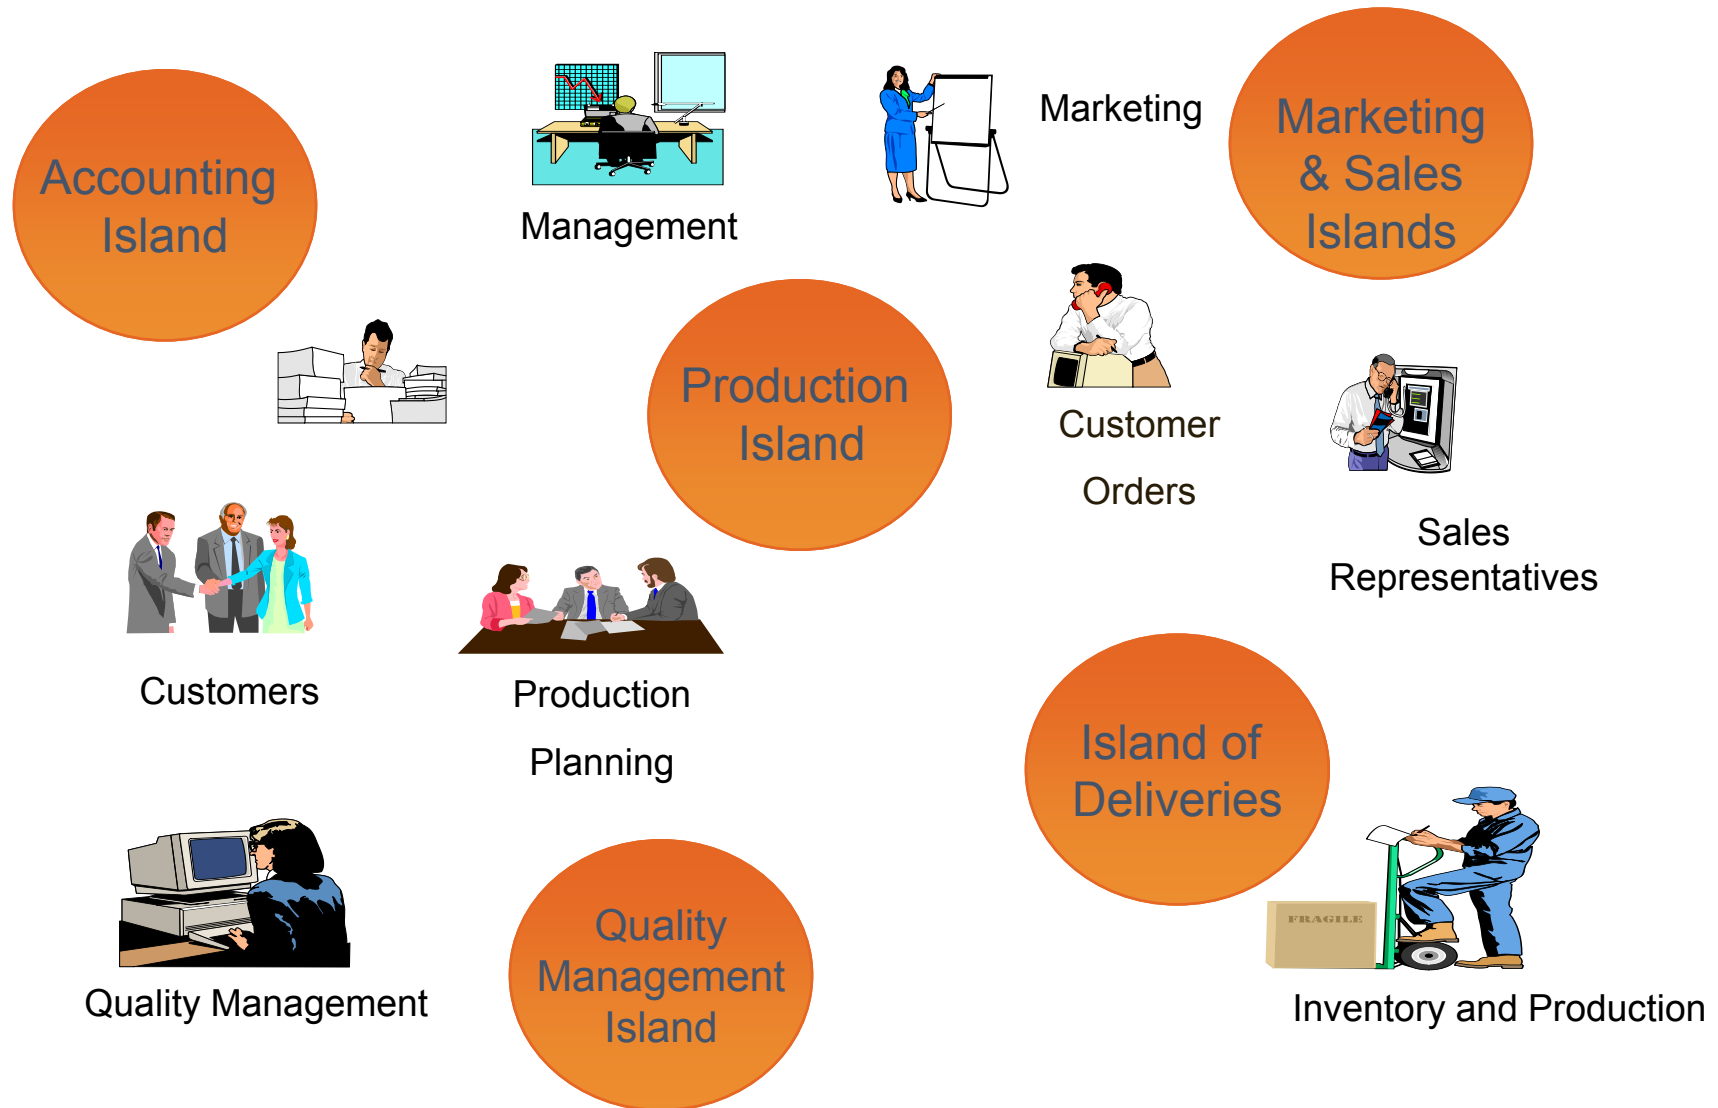 Accounting
Island
Management
Marketing
Marketing
& Sales
Islands
Production
Island
Customer
Orders
Sales
Representatives
Customers
Production
Planning
Island of
Deliveries
FRAGILE
Quality Management
Quality
Management
Island
Inventory and Production